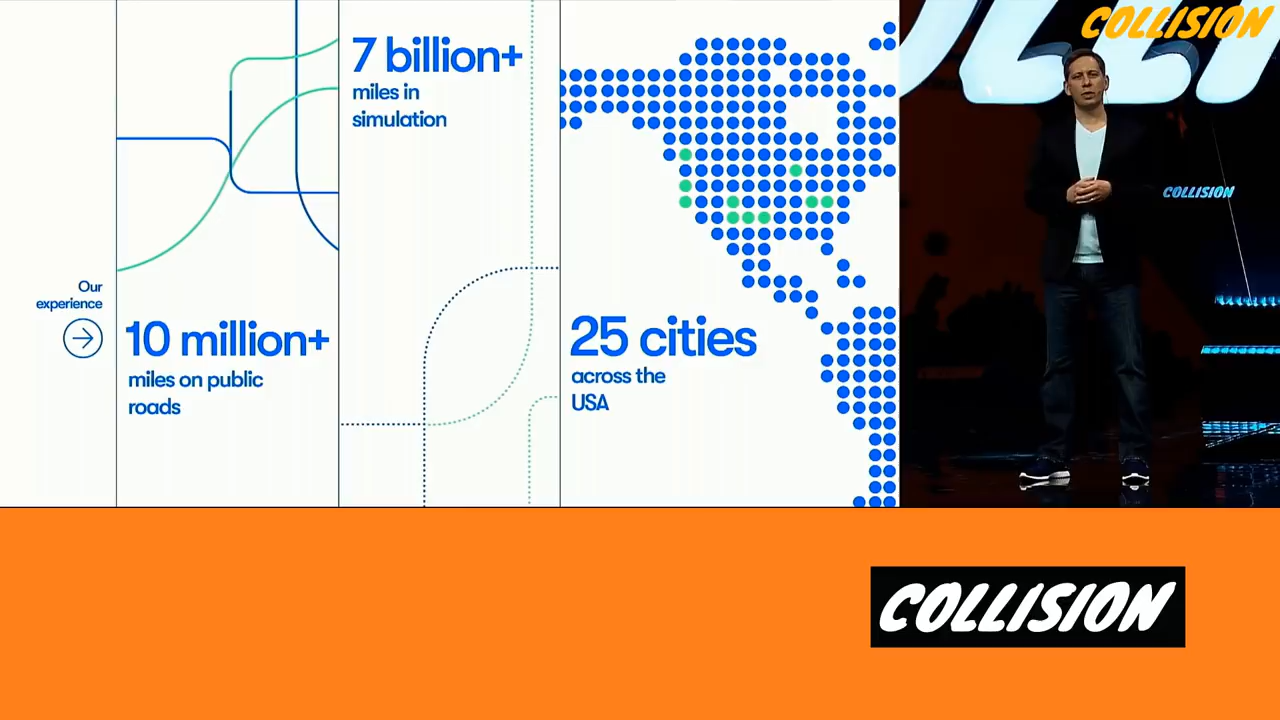 Our
experience
10 million+
miles on public
roads
7 billion+
miles in
simulation
25 cities
across the
USA
COLLISION
COLLISION
COLLISION